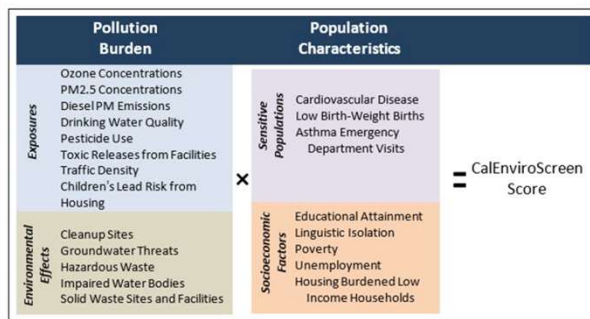 Pollution
Burden
Population
Characteristics
Exposures
Ozone Concentrations
PM2.5 Concentrations
Diesel PM Emissions
Drinking Water Quality
Pesticide Use
Toxic Releases from Facilities
Traffic Density
Children's Lead Risk from
Housing
Environmental
Effects
Cleanup Sites
Groundwater Threats
Hazardous Waste
Impaired Water Bodies
Solid Waste Sites and Facilities
×
Sensitive
Populations
Cardiovascular Disease
Low Birth-Weight Births
Asthma Emergency
Department Visits
Socioeconomic
Factors
Educational Attainment
Linguistic Isolation
Poverty
Unemployment
Housing Burdened Low
Income Households
=
CalEnviroScreen
Score